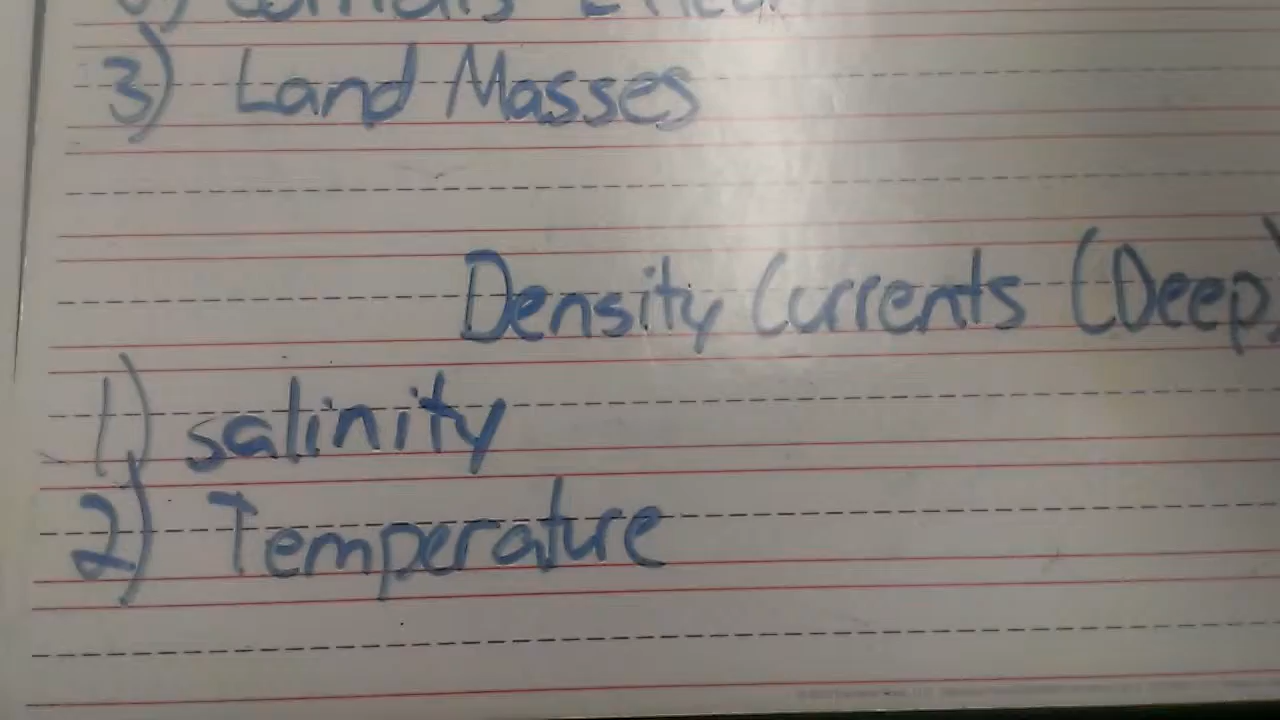 3) Land Masses
Density Currents (Deep)
1) salinity
2) Temperature